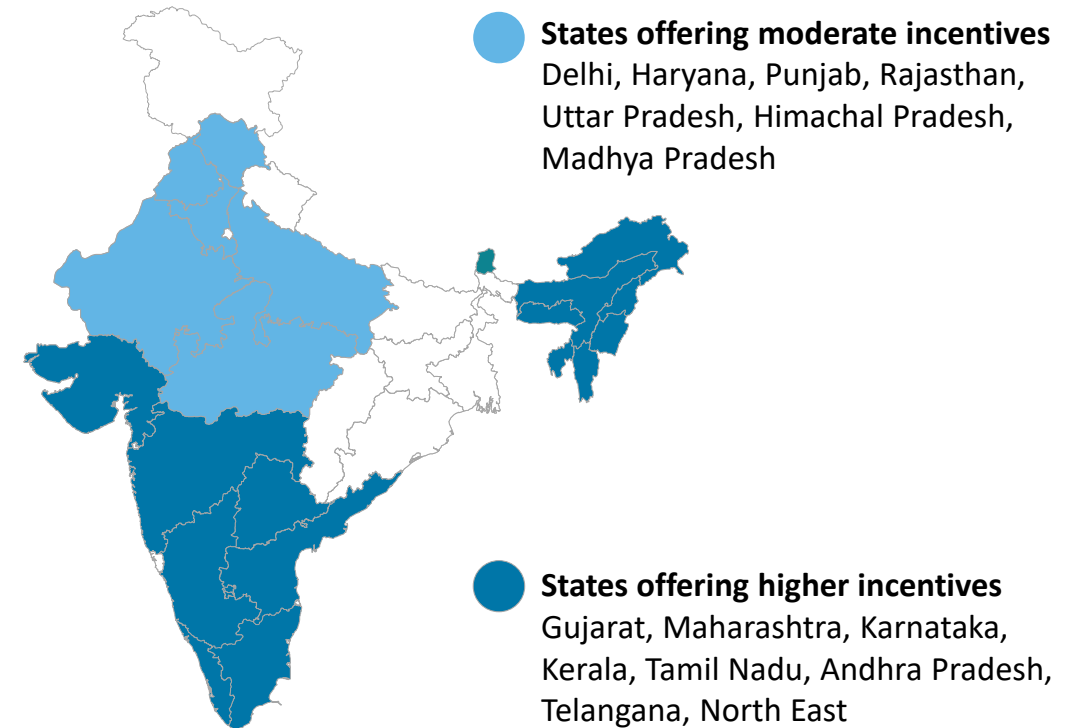 States offering moderate incentives
Delhi, Haryana, Punjab, Rajasthan,
Uttar Pradesh, Himachal Pradesh,
Madhya Pradesh
States offering higher incentives
Gujarat, Maharashtra, Karnataka,
Kerala, Tamil Nadu, Andhra Pradesh,
Telangana, North East